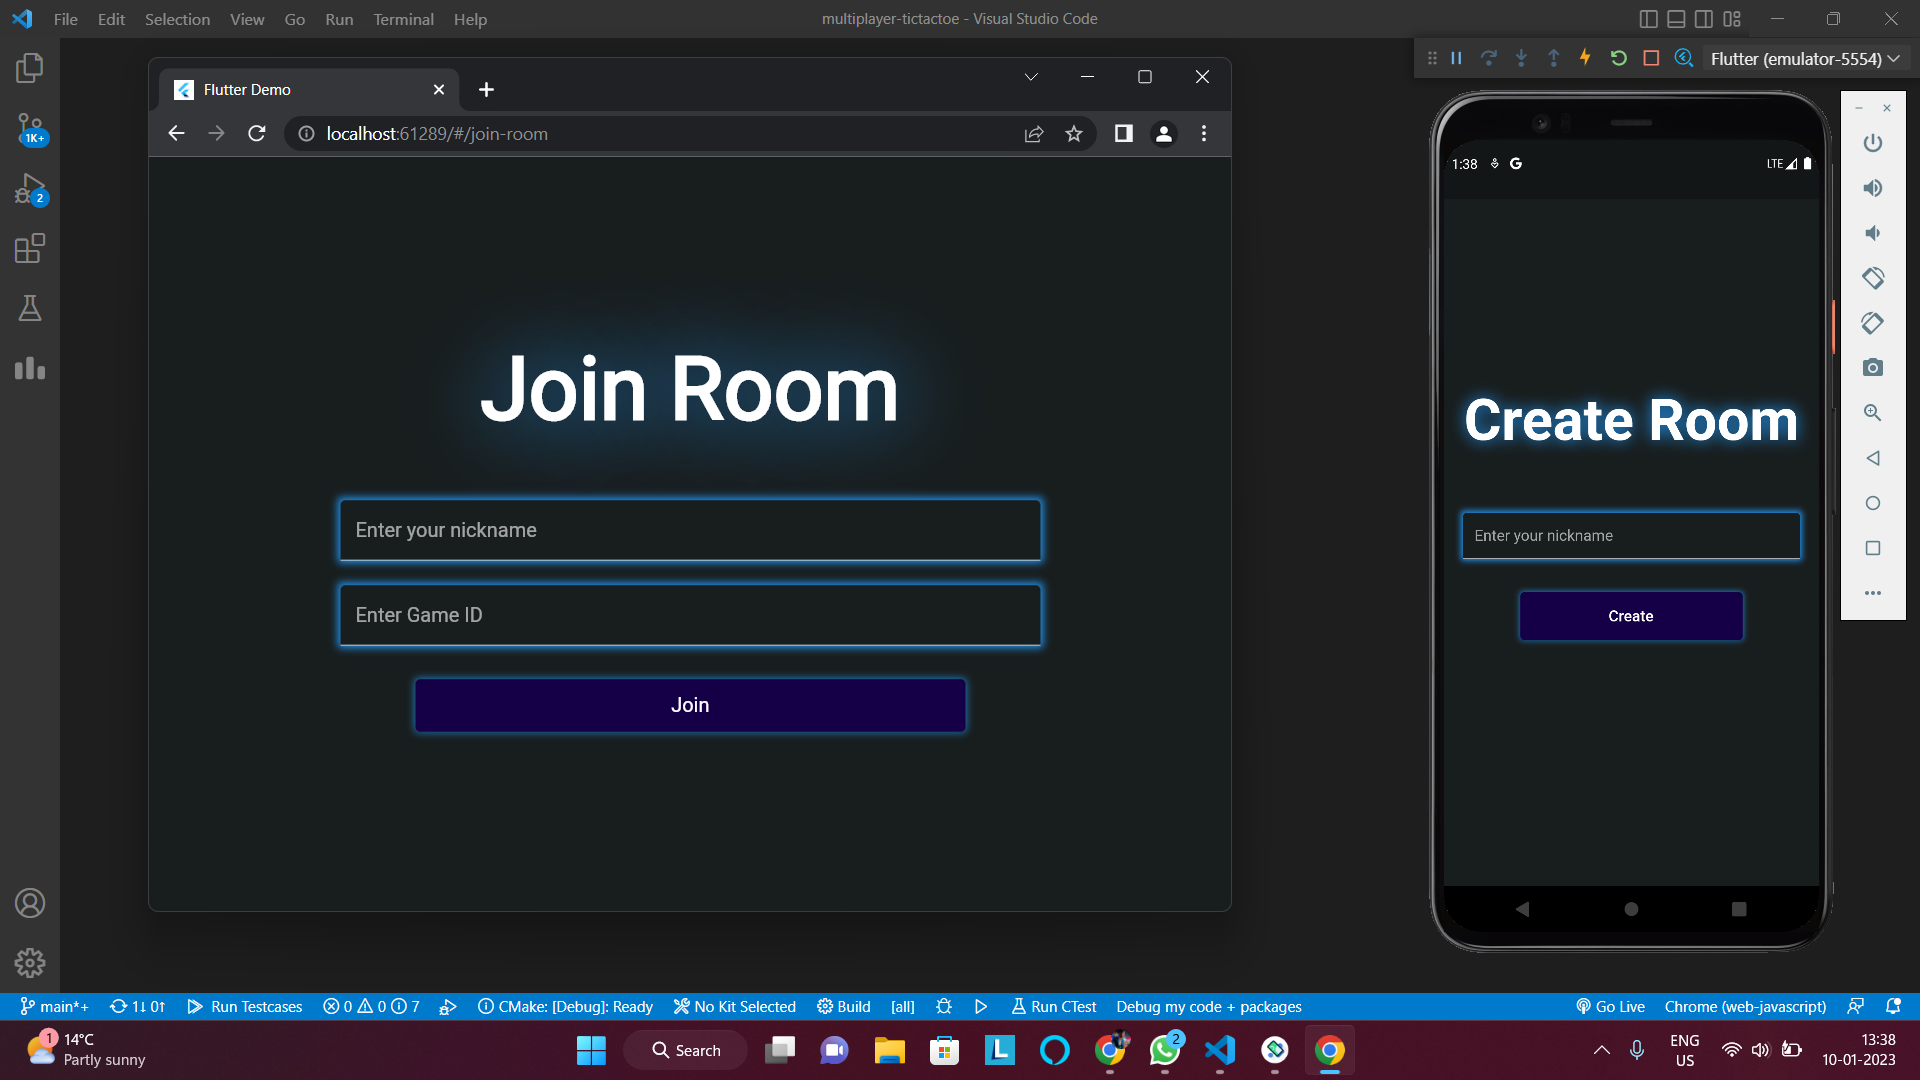 File Edit Selection View Go Run Terminal Help
multiplayer-tictactoe - Visual Studio Code
Flutter (emulator-5554)
1K+
2
Flutter Demo
localhost:61289/#/join-room
Join Room
Enter your nickname
Enter Game ID
Join
1:38
G
LTE
Create Room
Enter your nickname
Create
main*+ 1↓ 0↑ Run Testcases 0 0 7 CMake: [Debug]: Ready No Kit Selected Build [all] Run CTest Debug my code + packages Go Live Chrome (web-javascript)
1
14°C
Partly sunny
Search
L
2
ENG
US
13:38
10-01-2023